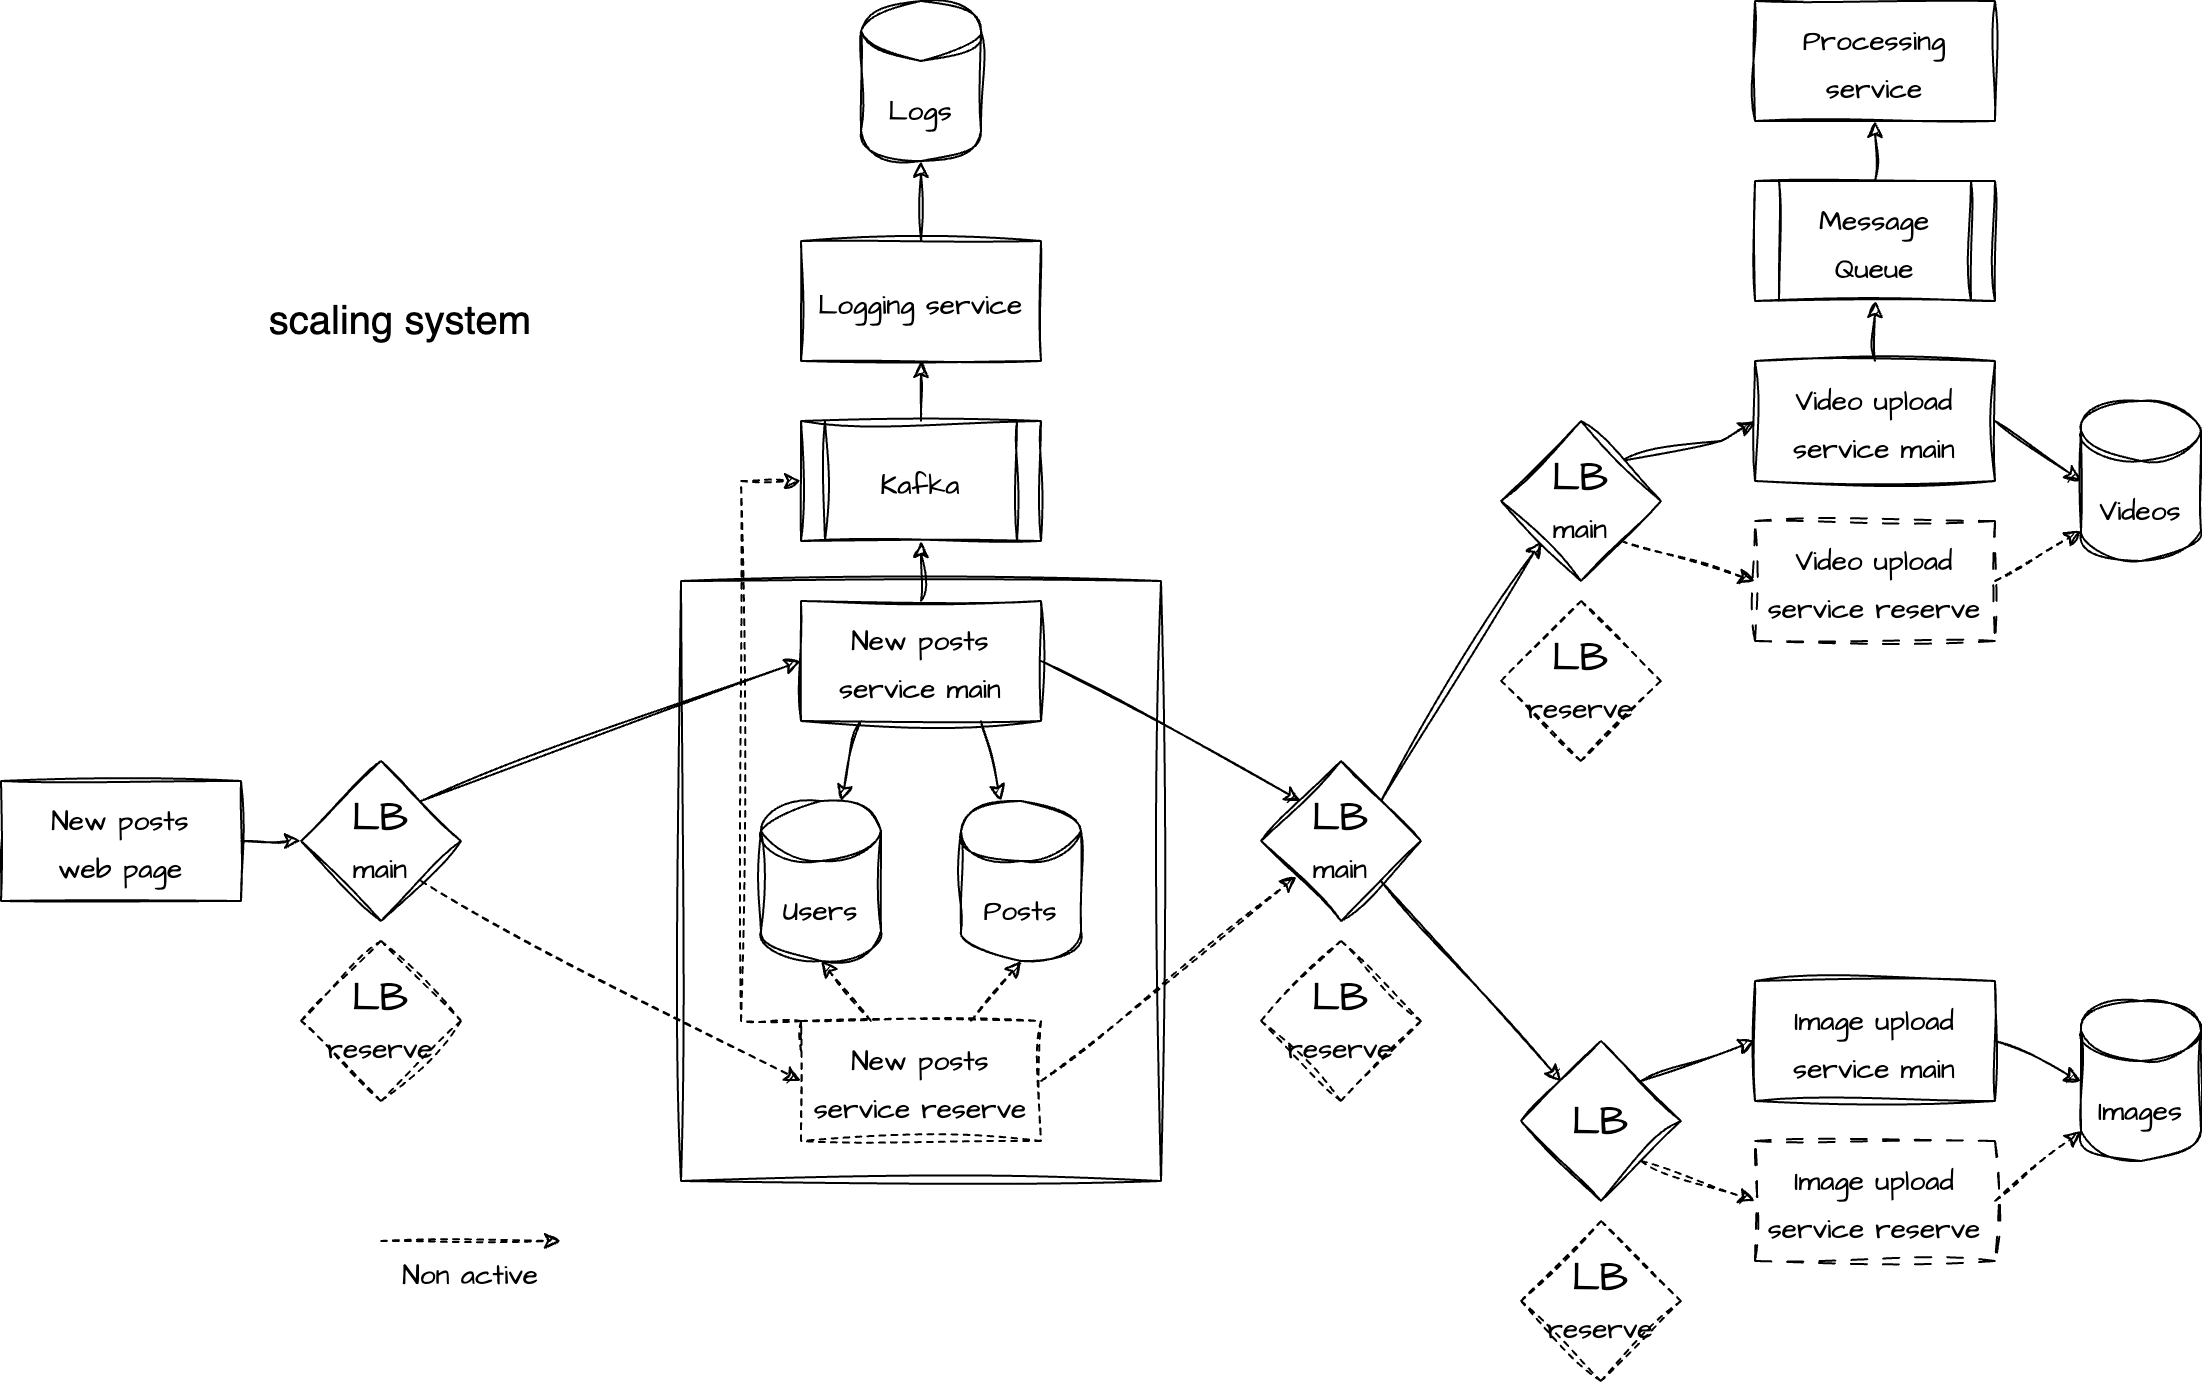 Logs
Processing
service
Message
Queue
Logging service
scaling system
Video upload
service main
Kafka
LB
main
Videos
Video upload
service reserve
New posts
service main
LB
reserve
New posts
web page
LB
main
Users
Posts
LB
main
LB
reserve
New posts
service reserve
LB
reserve
Image upload
service main
LB
Images
Image upload
service reserve
Non active
LB
reserve